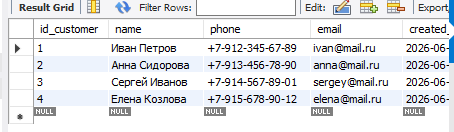 Result Grid Filter Rows: Edit: Export
id_customer name phone email created_
1 Иван Петров +7-912-345-67-89 ivan@mail.ru 2026-06-
2 Анна Сидорова +7-913-456-78-90 anna@mail.ru 2026-06-
3 Сергей Иванов +7-914-567-89-01 sergey@mail.ru 2026-06-
4 Елена Козлова +7-915-678-90-12 elena@mail.ru 2026-06-
NULL NULL NULL NULL NULL